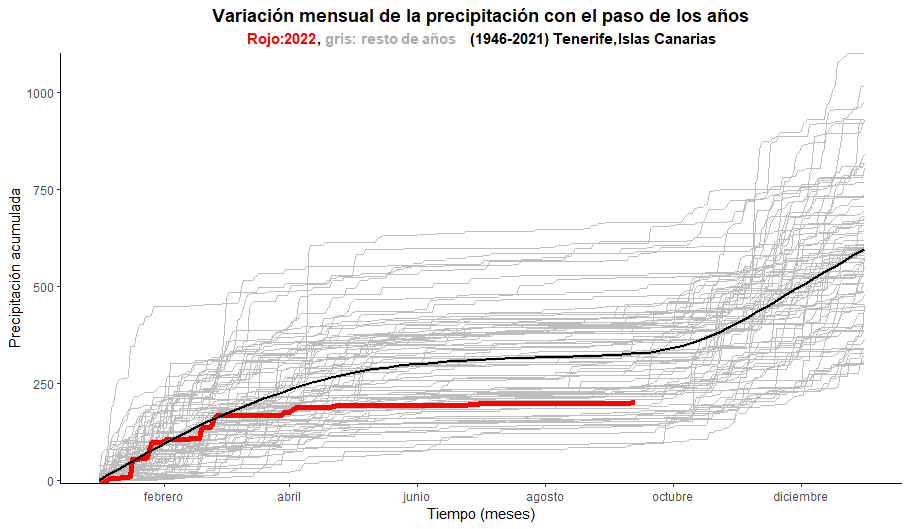 Variación mensual de la precipitación con el paso de los años
Rojo:2022, gris: resto de años (1946-2021) Tenerife,Islas Canarias
Precipitación acumulada
1000
750
500
250
0
febrero abril junio agosto octubre diciembre
Tiempo (meses)